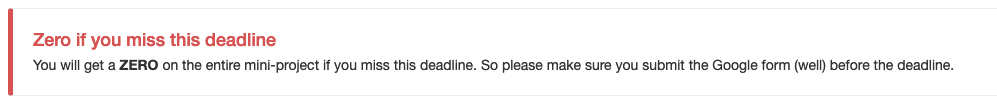 Zero if you miss this deadline
You will get a ZERO on the entire mini-project if you miss this deadline. So please make sure you submit the Google form (well) before the deadline.